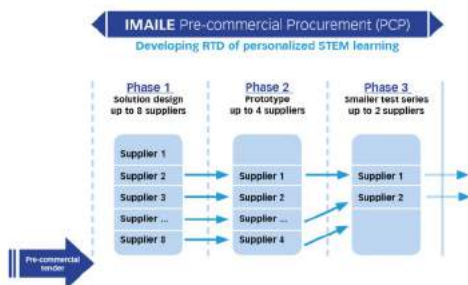 IMAILE Pre-commercial Procurement (PCP)
Developing RTD of personalized STEM learning
Phase 1
Solution design
up to 8 suppliers
Phase 2
Prototype
up to 4 suppliers
Phase 3
Smaller test series
up to 2 suppliers
Supplier 1
Supplier 2
Supplier 3
Supplier ...
Supplier 8
Supplier 1
Supplier 2
Supplier ...
Supplier 4
Supplier 1
Supplier 2
Pre-commercial
tender